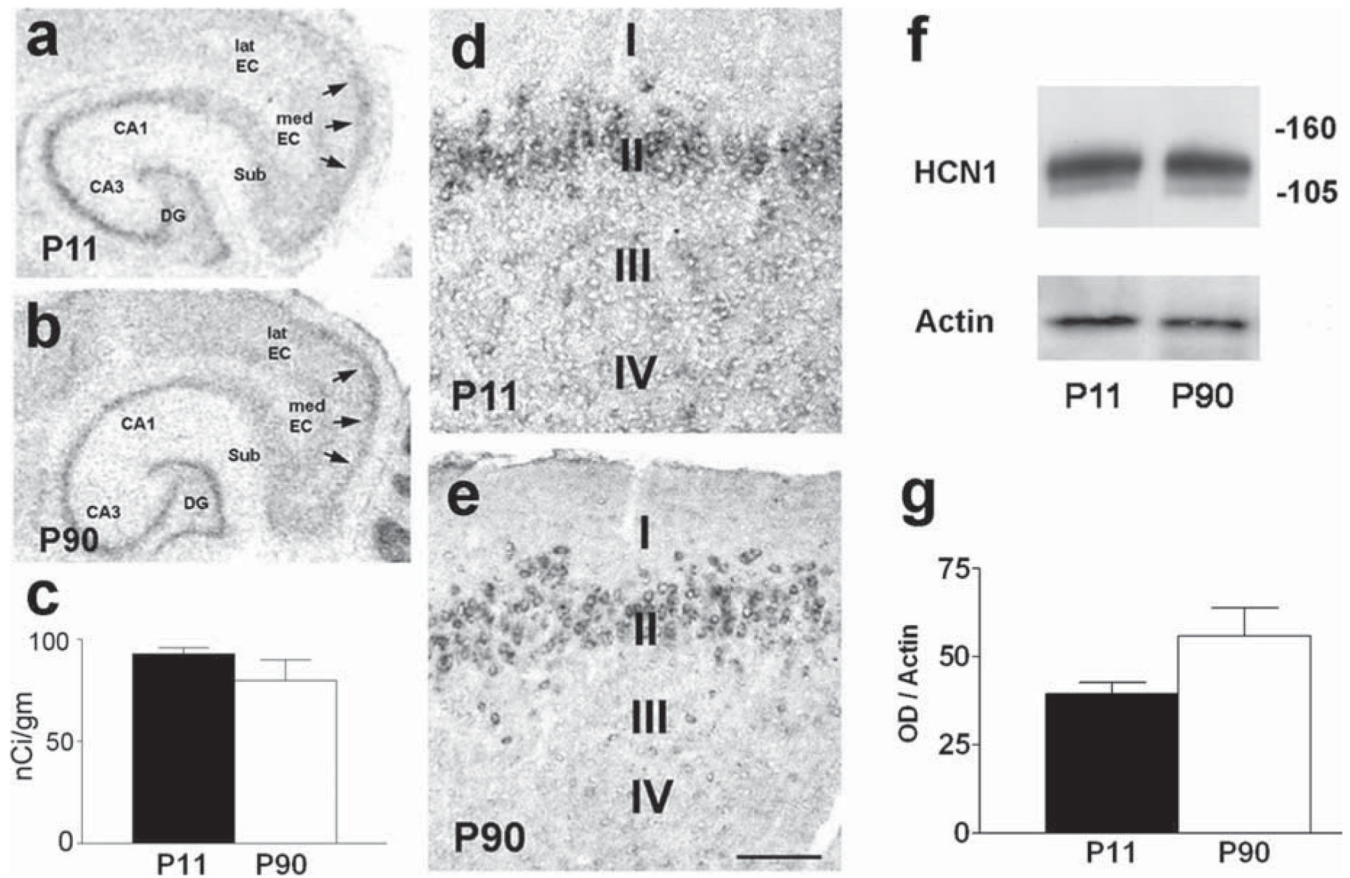 a
lat
EC
med
EC
CA1
CA3
Sub
DG
P11
b
lat
EC
med
EC
CA1
Sub
CA3
DG
P90
c
100
50
0
nCi/gm
P11 P90
d
I
II
III
IV
P11
e
I
II
III
IV
P90
f
HCN1
-160
-105
Actin
P11 P90
g
75
50
25
0
OD / Actin
P11 P90